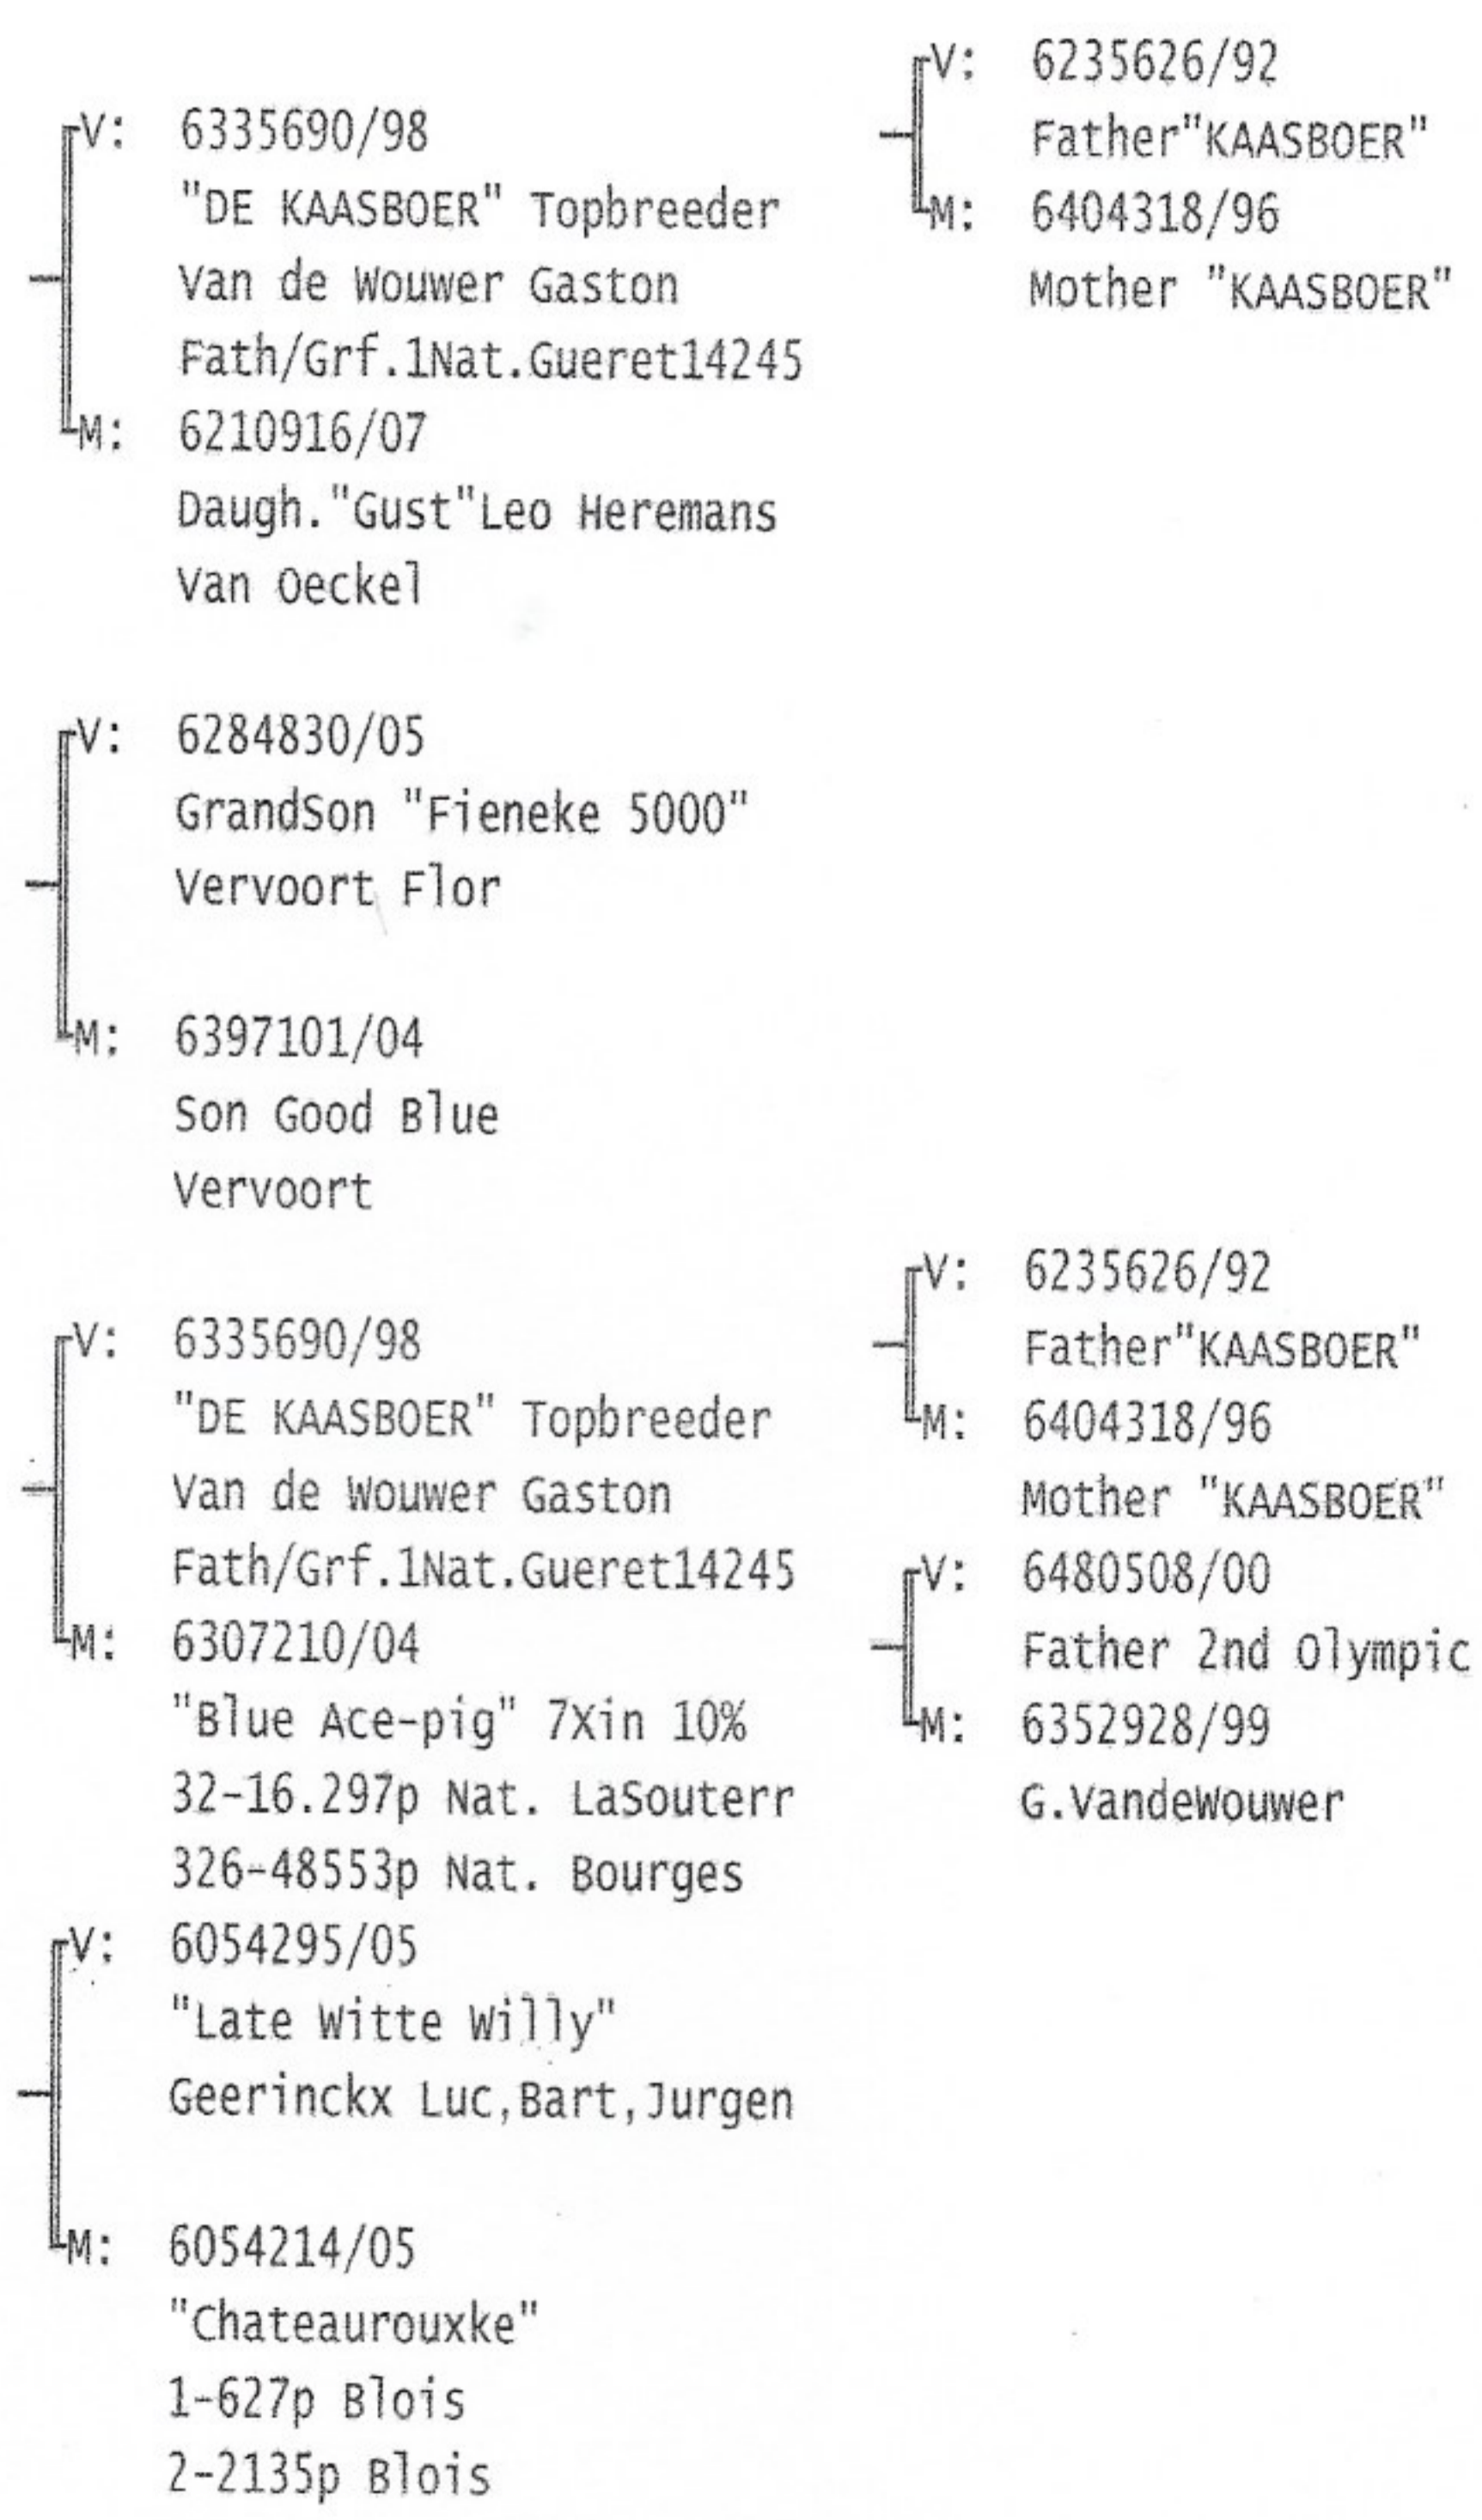 V: 6335690/98
"DE KAASBOER" Topbreeder
Van de Wouwer Gaston
Fath/Grf.1Nat.Gueret14245
M: 6210916/07
Daugh."Gust"Leo Heremans
Van Oeckel
V: 6235626/92
Father"KAASBOER"
M: 6404318/96
Mother "KAASBOER"
V: 6284830/05
GrandSon "Fieneke 5000"
Vervoort Flor
M: 6397101/04
Son Good Blue
Vervoort
V: 6335690/98
"DE KAASBOER" Topbreeder
Van de Wouwer Gaston
Fath/Grf.1Nat.Gueret14245
M: 6307210/04
"Blue Ace-pig" 7Xin 10%
32-16.297p Nat. LaSouterr
326-48553p Nat. Bourges
V: 6235626/92
Father"KAASBOER"
M: 6404318/96
Mother "KAASBOER"
V: 6480508/00
Father 2nd Olympic
M: 6352928/99
G.VandeWouwer
V: 6054295/05
"Late Witte Willy"
Geerinckx Luc,Bart,Jurgen
M: 6054214/05
"Chateaurouxke"
1-627p Blois
2-2135p Blois